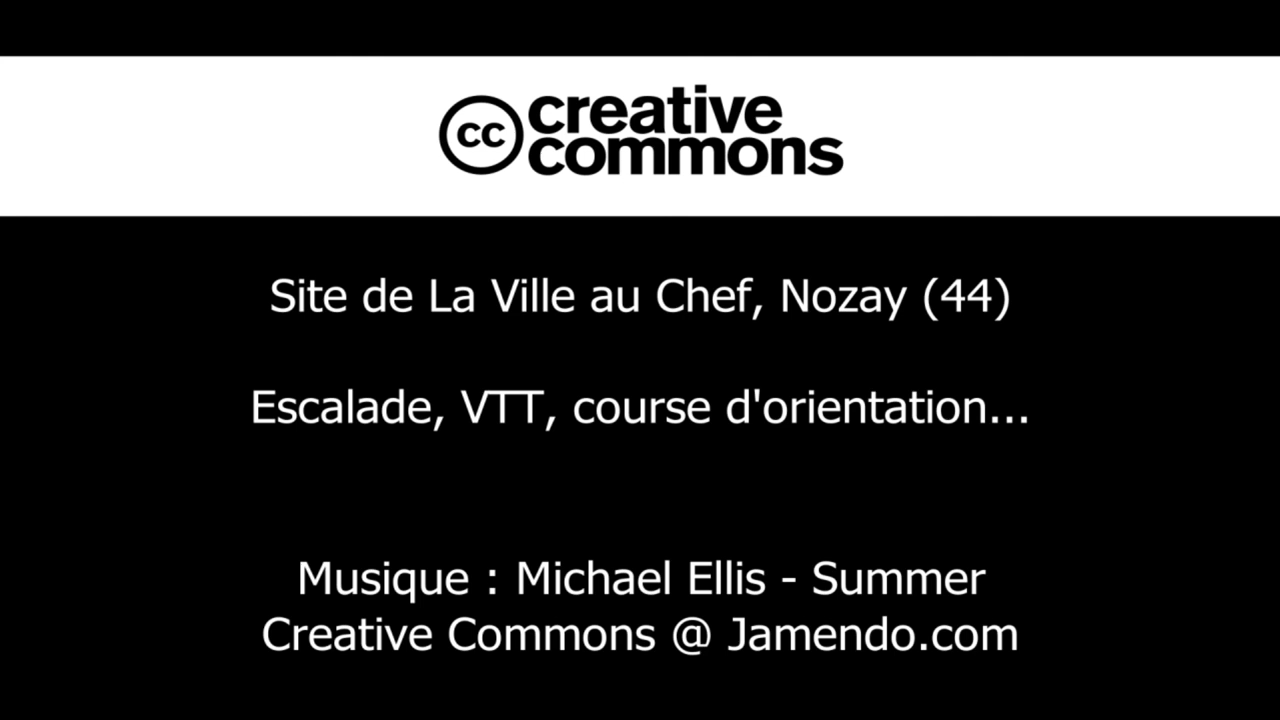 cc creative
commons
Site de La Ville au Chef, Nozay (44)
Escalade, VTT, course d'orientation...
Musique : Michael Ellis - Summer
Creative Commons @ Jamendo.com